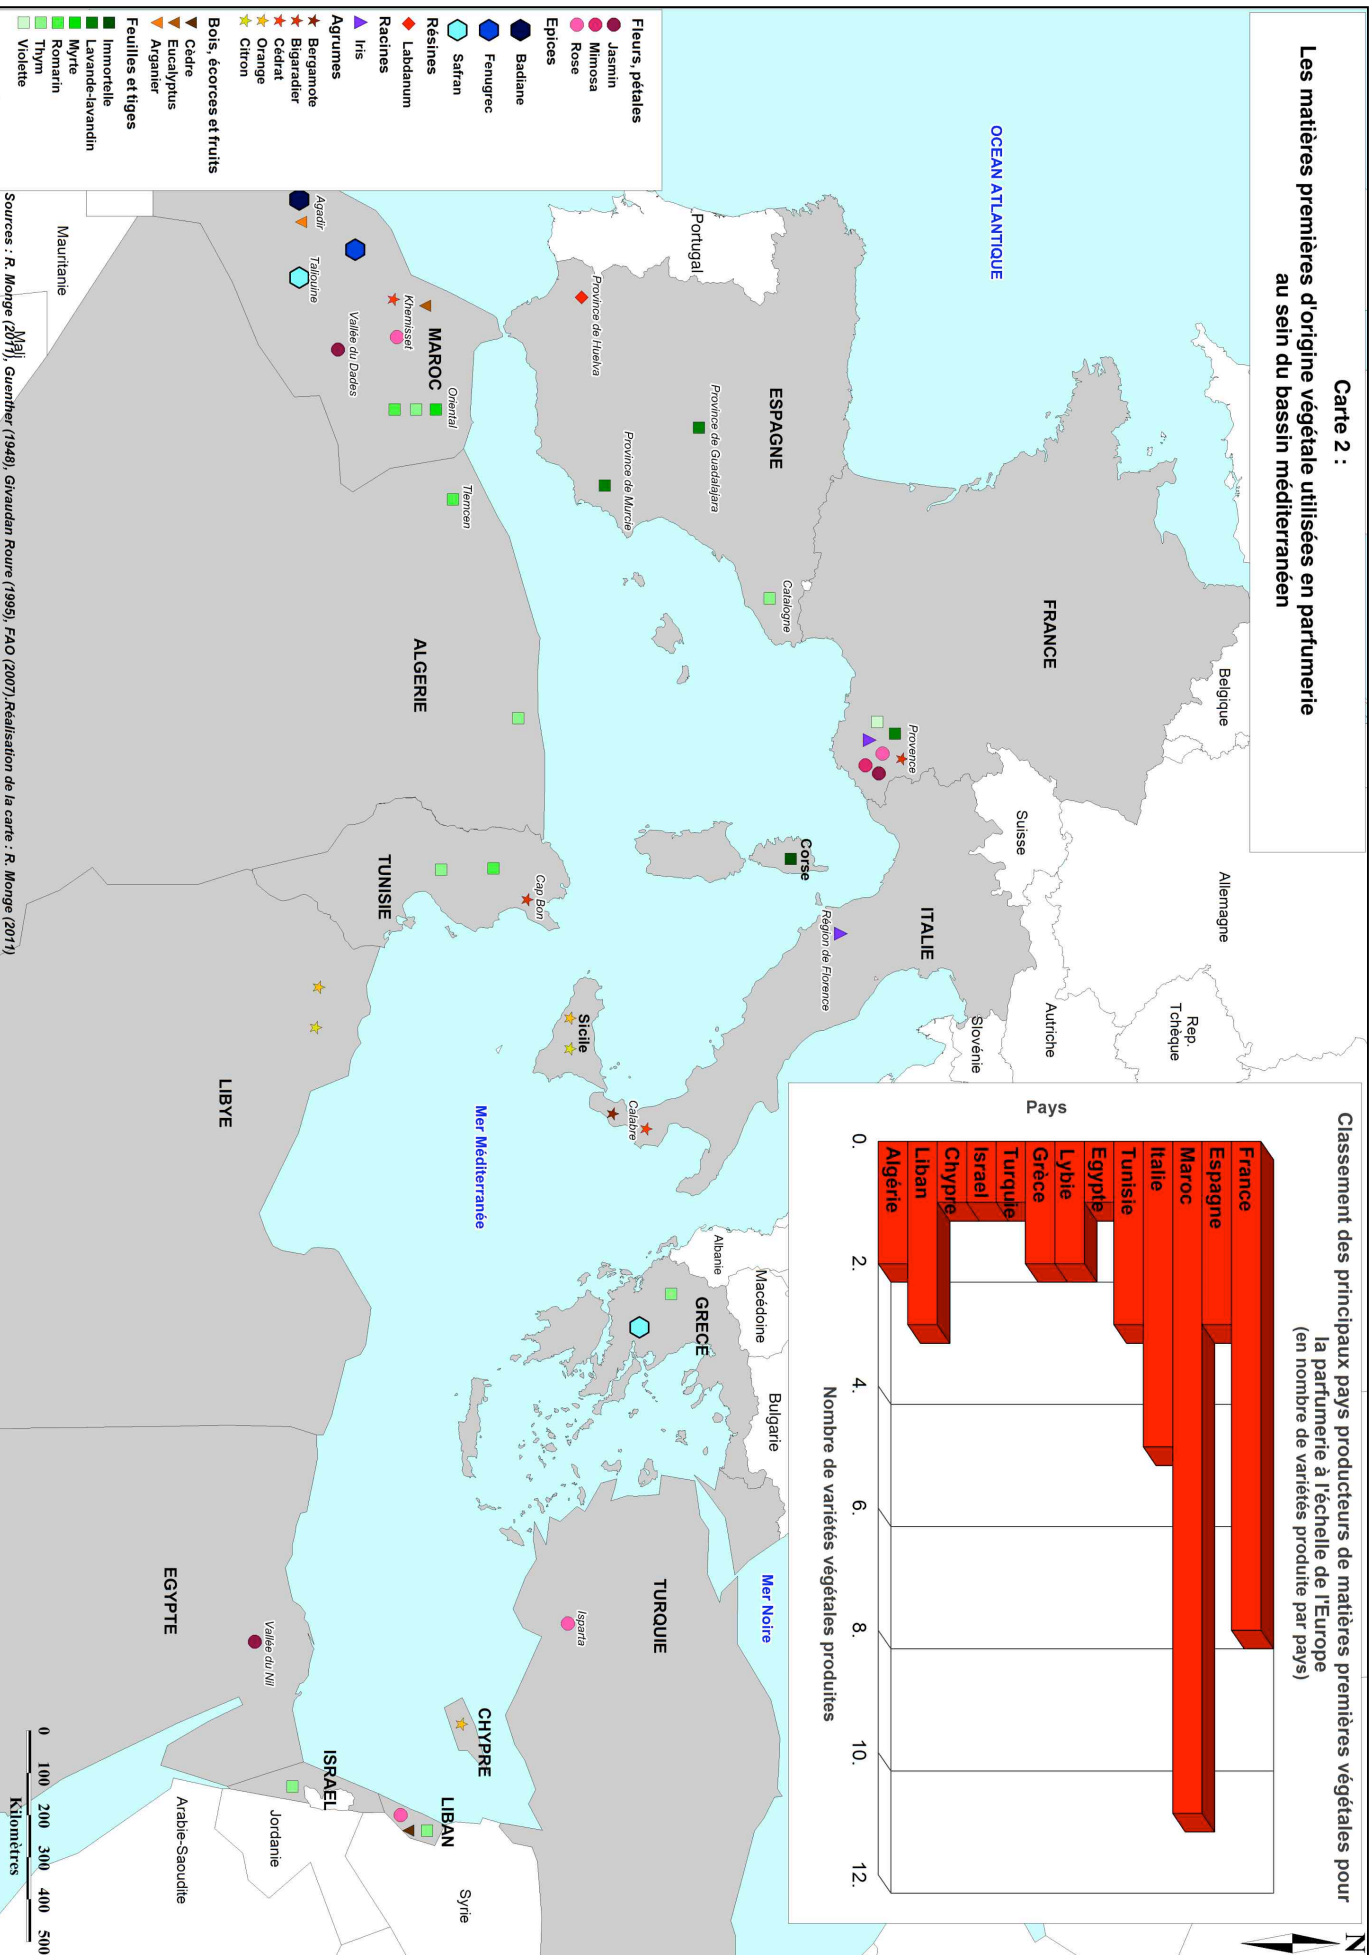 Carte 2 :
Les matières premières d'origine végétale utilisées en parfumerie
au sein du bassin méditerranéen
OCEAN ATLANTIQUE
Belgique
Allemagne
Rep.
Tchèque
FRANCE
Suisse
Autriche
Slovénie
Provence
ITALIE
Région de Florence
Corse
Portugal
ESPAGNE
Catalogne
Province de Guadalajara
Province de Huelva
Province de Murcie
Sicile
Calabre
Albanie
Macédoine
Bulgarie
GRECE
Mer Noire
TURQUIE
Isparta
Mer Méditerranée
CHYPRE
LIBAN
Syrie
ISRAEL
Jordanie
Arabie-Saoudite
MAROC
Oriental
Khemisset
Vallée du Dades
Agadir
Taliouine
Tlemcen
ALGERIE
TUNISIE
Cap Bon
LIBYE
EGYPTE
Vallée du Nil
Mauritanie
Mali
Classement des principaux pays producteurs de matières premières végétales pour
la parfumerie à l'échelle de l'Europe
(en nombre de variétés produite par pays)
Pays
France
Espagne
Maroc
Italie
Tunisie
Egypte
Lybie
Grèce
Turquie
Israel
Chypre
Liban
Algérie
0. 2. 4. 6. 8. 10. 12.
Nombre de variétés végétales produites
N
Fleurs, pétales
Jasmin
Mimosa
Rose
Epices
Badiane
Fenugrec
Safran
Résines
Labdanum
Racines
Iris
Agrumes
Bergamote
Bigaradier
Cédrat
Orange
Citron
Bois, écorces et fruits
Cèdre
Eucalyptus
Arganier
Feuilles et tiges
Immortelle
Lavande-lavandin
Myrte
Romarin
Thym
Violette
0 100 200 300 400 500
Kilomètres
Sources : R. Monge (2011), Guenther (1948), Givaudan Roure (1995), FAO (2007).Réalisation de la carte : R. Monge (2011)